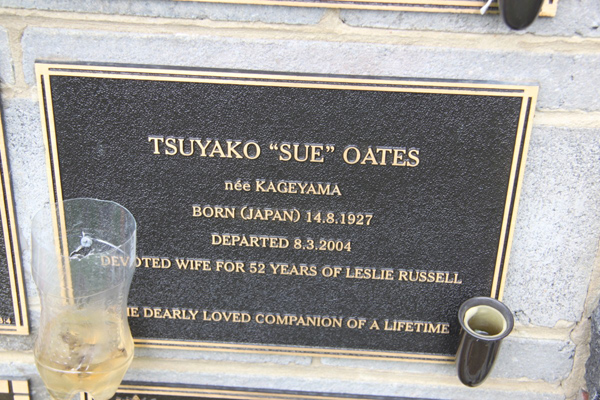 TSUYAKO “SUE” OATES
née KAGEYAMA
BORN (JAPAN) 14.8.1927
DEPARTED 8.3.2004
DEVOTED WIFE FOR 52 YEARS OF LESLIE RUSSELL
DEARLY LOVED COMPANION OF A LIFETIME